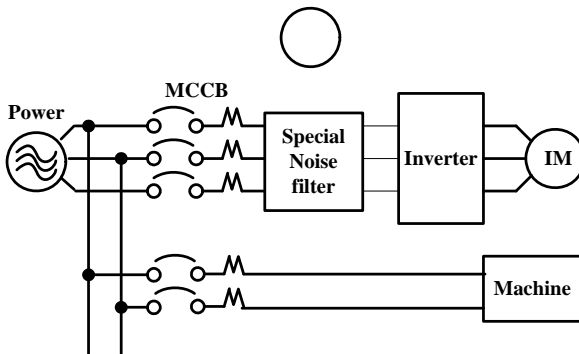 MCCB
Power
Special
Noise
filter
Inverter
IM
Machine